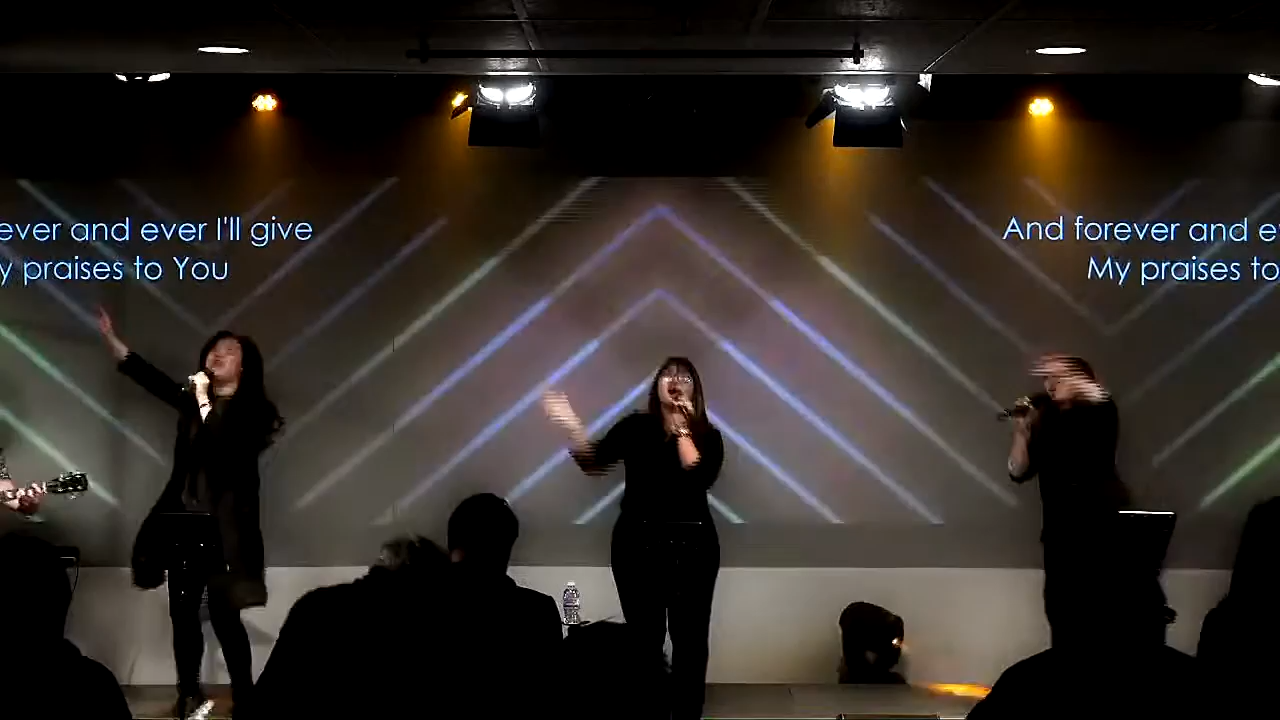 ever and ever I'll give
y praises to You
And forever and e
My praises to